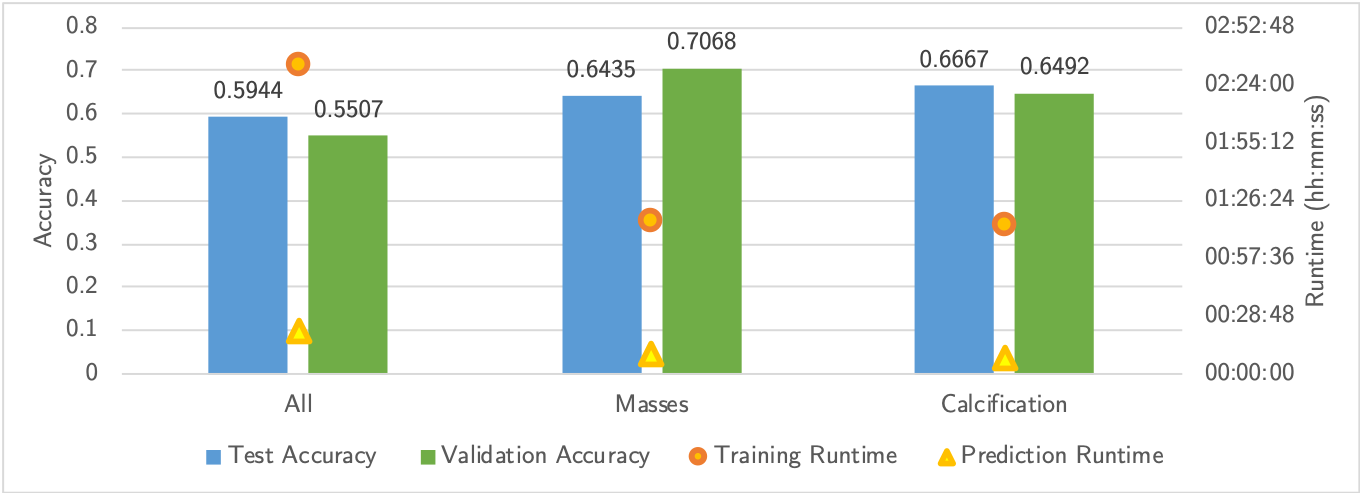 0.8
0.7
0.6
0.5
0.4
0.3
0.2
0.1
0
Accuracy
0.5944
0.5507
0.6435
0.7068
0.6667
0.6492
02:52:48
02:24:00
01:55:12
01:26:24
00:57:36
00:28:48
00:00:00
Runtime (hh:mm:ss)
All
Masses
Calcification
Test Accuracy
Validation Accuracy
Training Runtime
Prediction Runtime